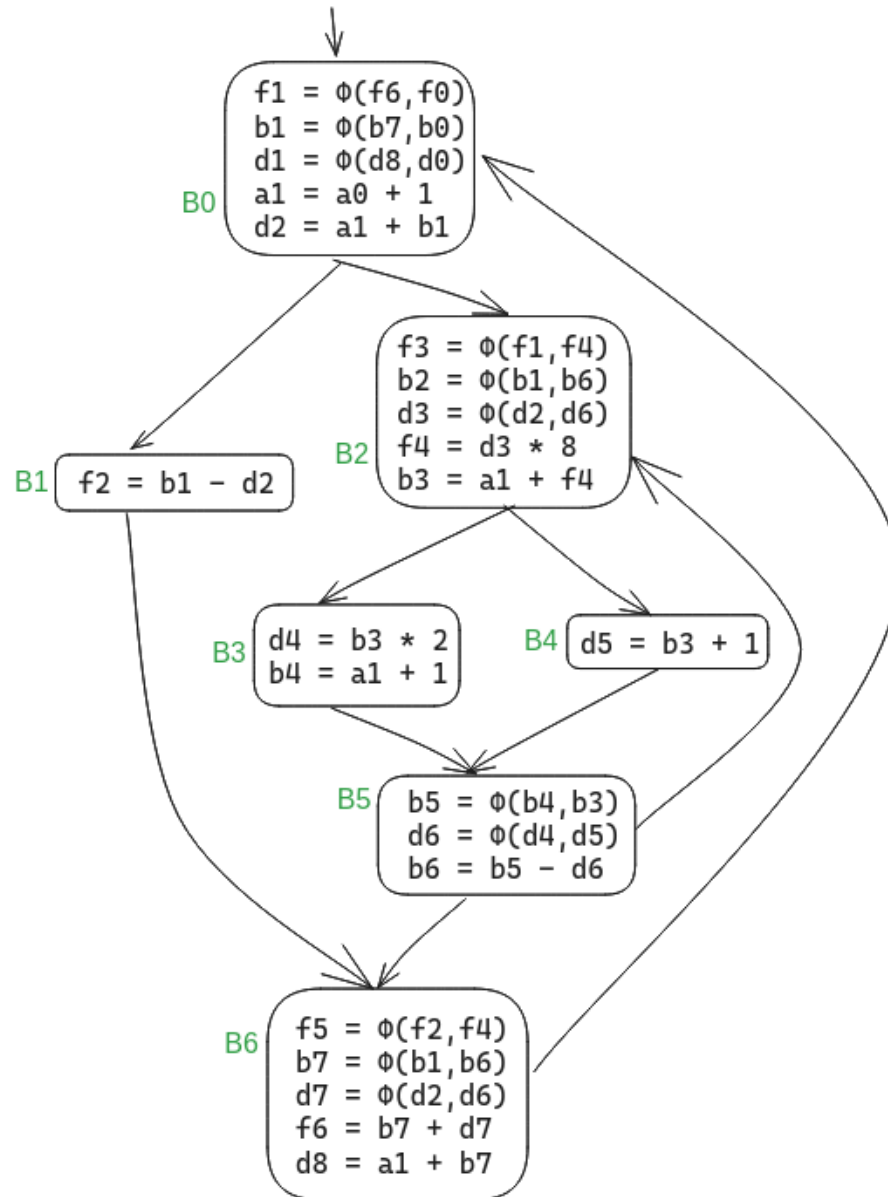 f1 = Φ(f6,f0)
b1 = Φ(b7,b0)
d1 = Φ(d8,d0)
a1 = a0 + 1
d2 = a1 + b1
B0
f3 = Φ(f1,f4)
b2 = Φ(b1,b6)
d3 = Φ(d2,d6)
f4 = d3 * 8
b3 = a1 + f4
B2
B1
f2 = b1 - d2
B3
d4 = b3 * 2
b4 = a1 + 1
B4
d5 = b3 + 1
B5
b5 = Φ(b4,b3)
d6 = Φ(d4,d5)
b6 = b5 - d6
B6
f5 = Φ(f2,f4)
b7 = Φ(b1,b6)
d7 = Φ(d2,d6)
f6 = b7 + d7
d8 = a1 + b7